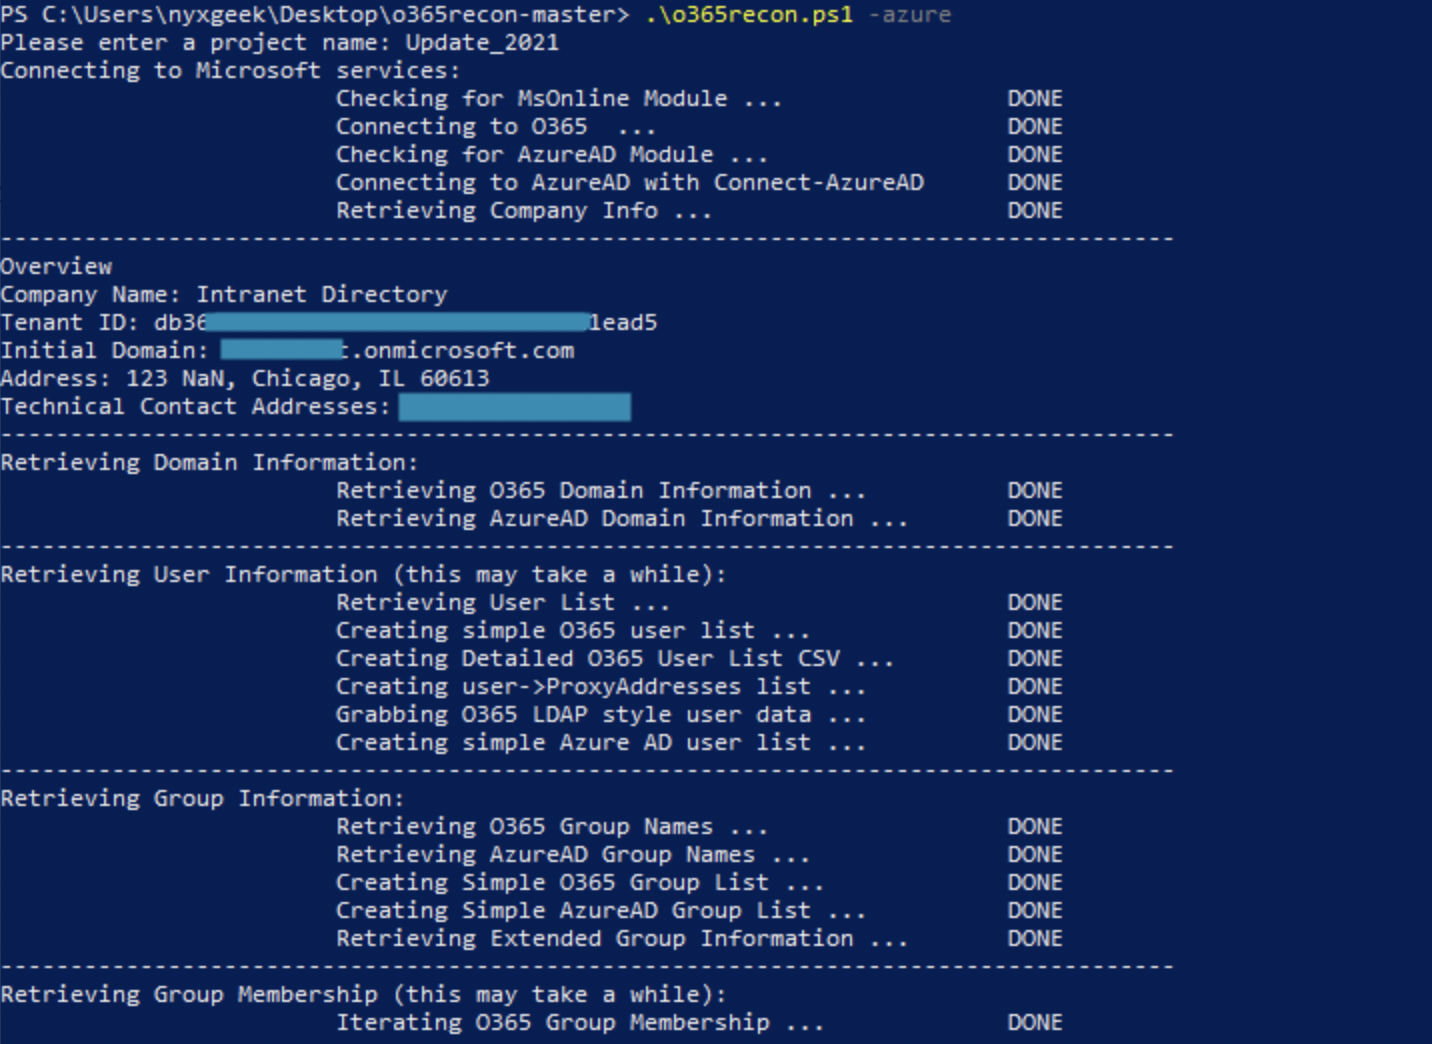 PS C:\Users\nyxgeek\Desktop\o365recon-master> .\o365recon.ps1 -azure
Please enter a project name: Update_2021
Connecting to Microsoft services:
Checking for MsOnline Module ... DONE
Connecting to O365 ... DONE
Checking for AzureAD Module ... DONE
Connecting to AzureAD with Connect-AzureAD DONE
Retrieving Company Info ... DONE
------------------------------------------------------------------------------------
Overview
Company Name: Intranet Directory
Tenant ID: db36 1ead5
Initial Domain: t.onmicrosoft.com
Address: 123 NaN, Chicago, IL 60613
Technical Contact Addresses:
------------------------------------------------------------------------------------
Retrieving Domain Information:
Retrieving O365 Domain Information ... DONE
Retrieving AzureAD Domain Information ... DONE
------------------------------------------------------------------------------------
Retrieving User Information (this may take a while):
Retrieving User List ... DONE
Creating simple O365 user list ... DONE
Creating Detailed O365 User List CSV ... DONE
Creating user->ProxyAddresses list ... DONE
Grabbing O365 LDAP style user data ... DONE
Creating simple Azure AD user list ... DONE
------------------------------------------------------------------------------------
Retrieving Group Information:
Retrieving O365 Group Names ... DONE
Retrieving AzureAD Group Names ... DONE
Creating Simple O365 Group List ... DONE
Creating Simple AzureAD Group List ... DONE
Retrieving Extended Group Information ... DONE
------------------------------------------------------------------------------------
Retrieving Group Membership (this may take a while):
Iterating O365 Group Membership ... DONE